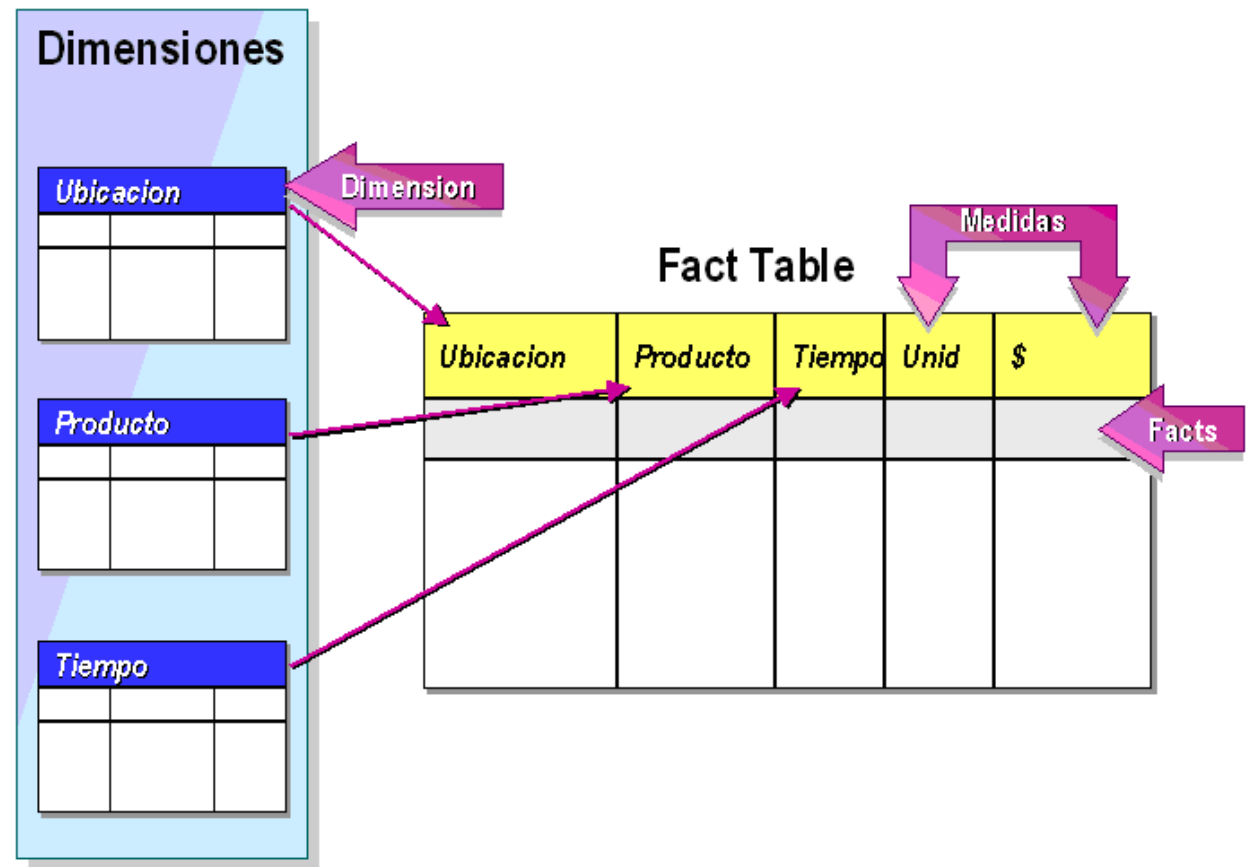 Dimensiones
Ubicacion
Dimension
Producto
Tiempo
Fact Table
Medidas
Ubicacion Producto Tiempo Unid $
Facts